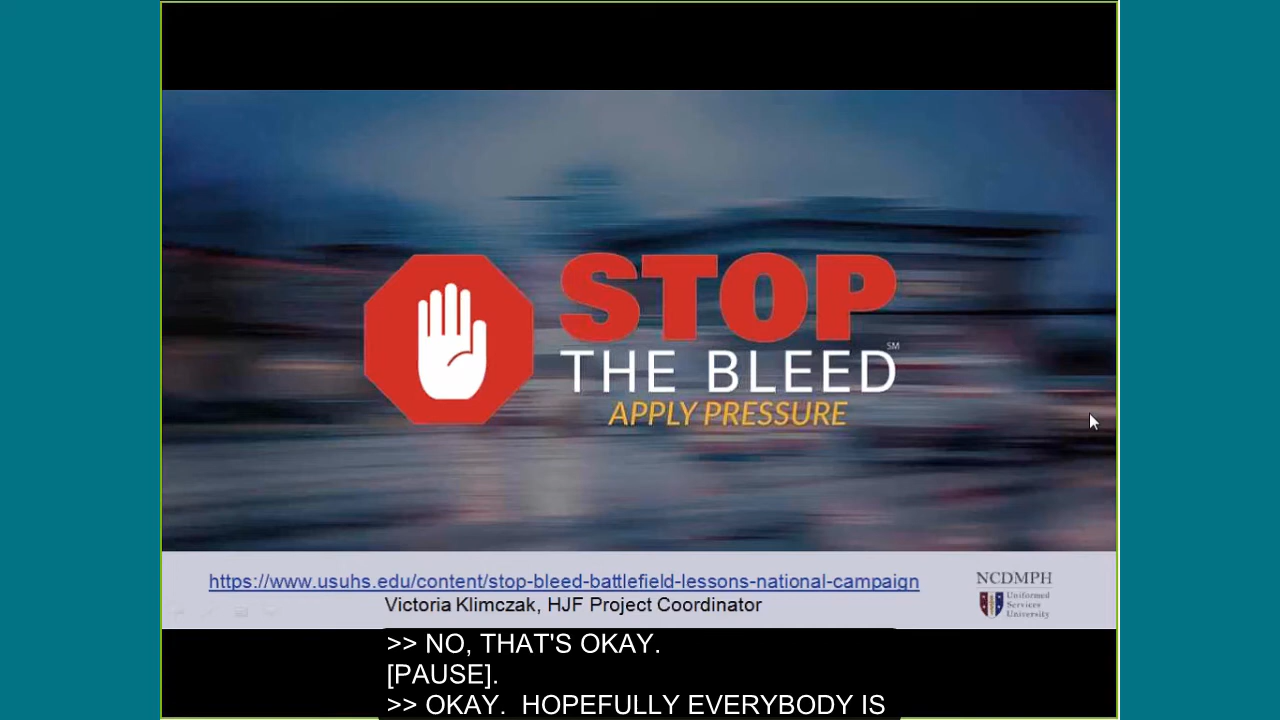 STOP
THE BLEED SM
APPLY PRESSURE
https://www.usuhs.edu/content/stop-bleed-battlefield-lessons-national-campaign
Victoria Klimczak, HJF Project Coordinator
NCDMPH
Uniformed
Services
University
>> NO, THAT'S OKAY.
[PAUSE].
>> OKAY.  HOPEFULLY EVERYBODY IS